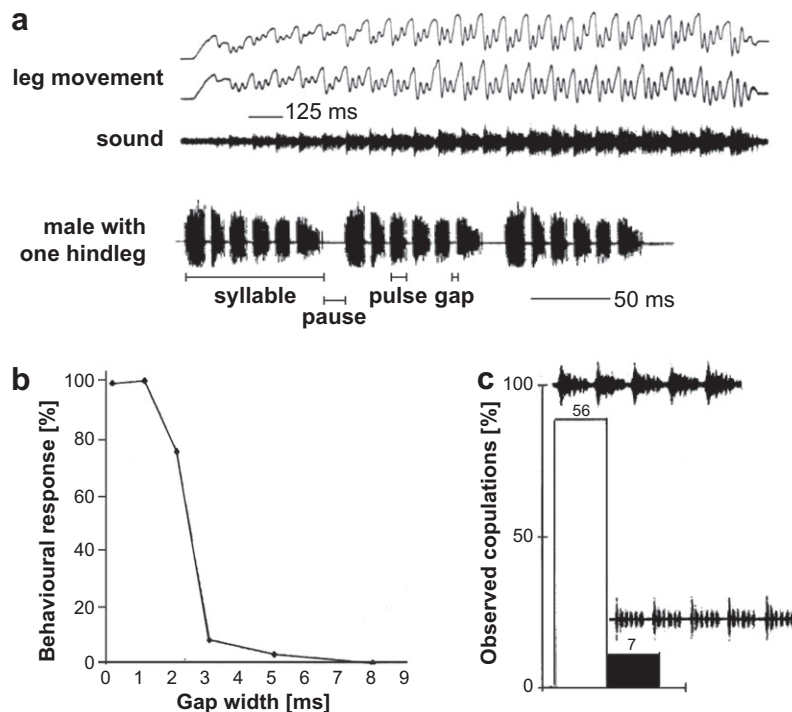 a
leg movement
125 ms
sound
male with
one hindleg
syllable
pause
pulse gap
50 ms
b
Behavioural response [%]
100
80
60
40
20
0
0 1 2 3 4 5 6 7 8 9
Gap width [ms]
c
Observed copulations [%]
100
50
0
56
7